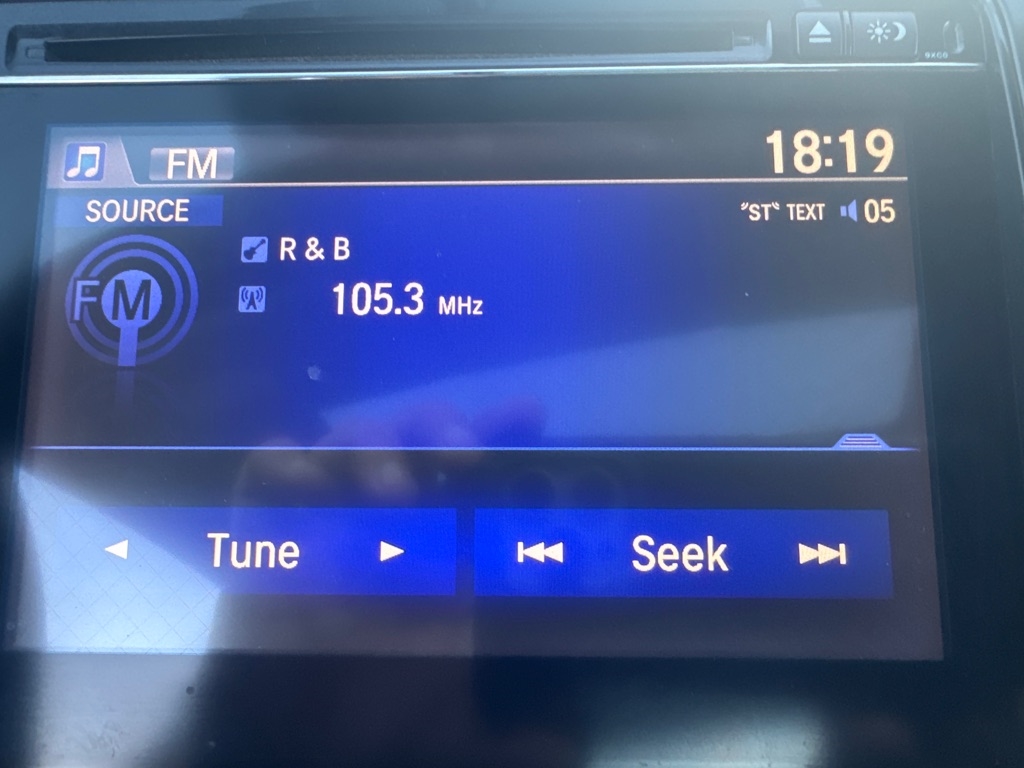 FM
18:19
SOURCE
"ST" TEXT 05
R & B
FM
105.3 MHz
Tune
Seek